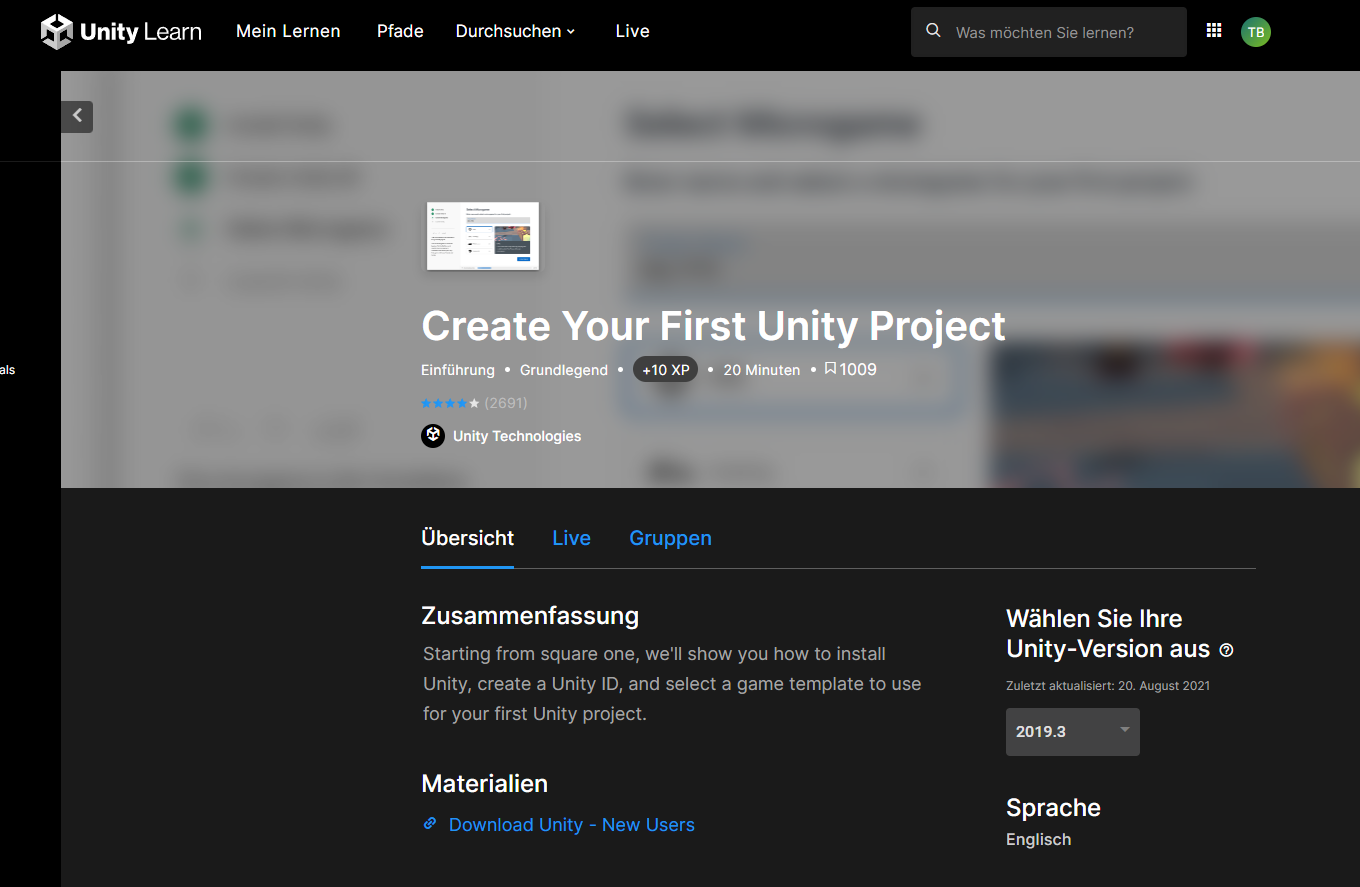 Unity Learn
Mein Lernen
Pfade
Durchsuchen
Live
Was möchten Sie lernen?
TB
als
Create Your First Unity Project
Einführung • Grundlegend • +10 XP • 20 Minuten • 1009
(2691)
Unity Technologies
Übersicht
Live
Gruppen
Zusammenfassung
Starting from square one, we'll show you how to install
Unity, create a Unity ID, and select a game template to use
for your first Unity project.
Materialien
Download Unity - New Users
Wählen Sie Ihre
Unity-Version aus
Zuletzt aktualisiert: 20. August 2021
2019.3
Sprache
Englisch